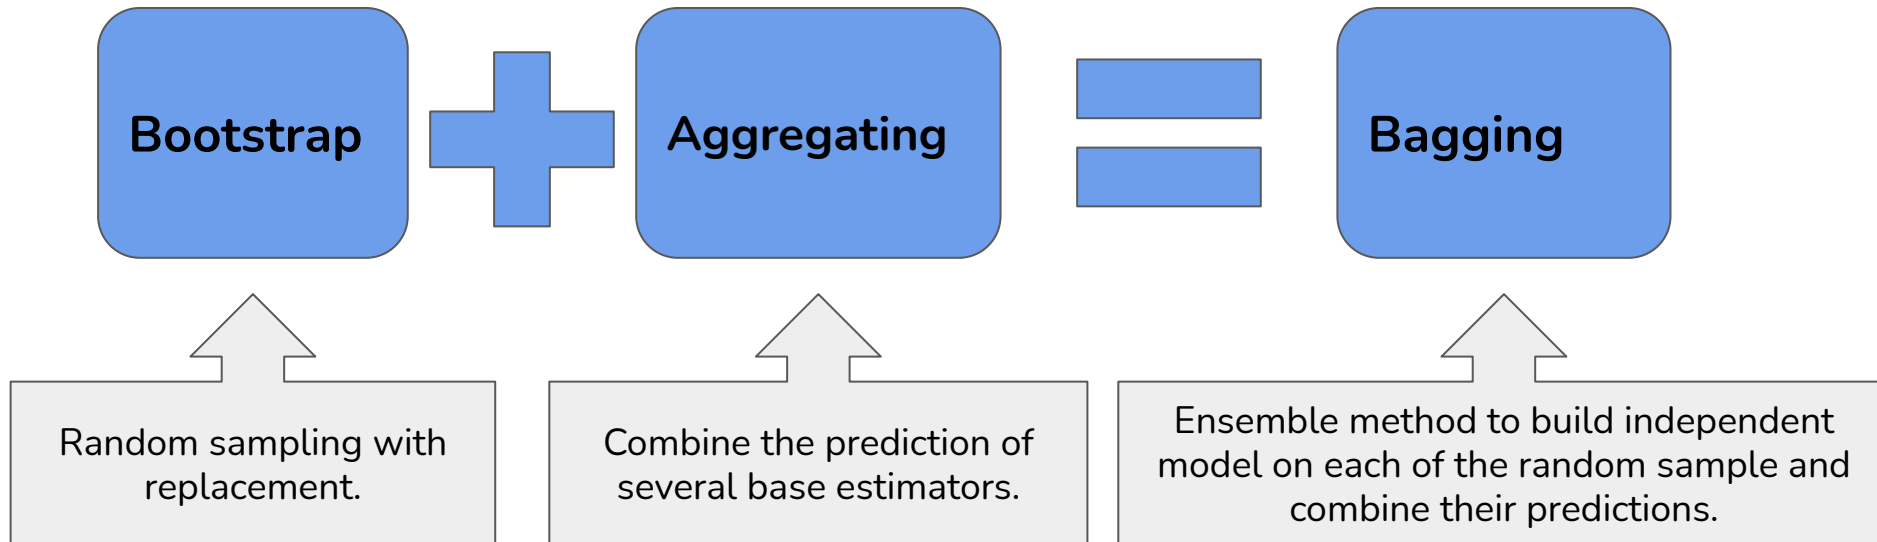 Bootstrap
Aggregating
Bagging
Random sampling with
replacement.
Combine the prediction of
several base estimators.
Ensemble method to build independent
model on each of the random sample and
combine their predictions.